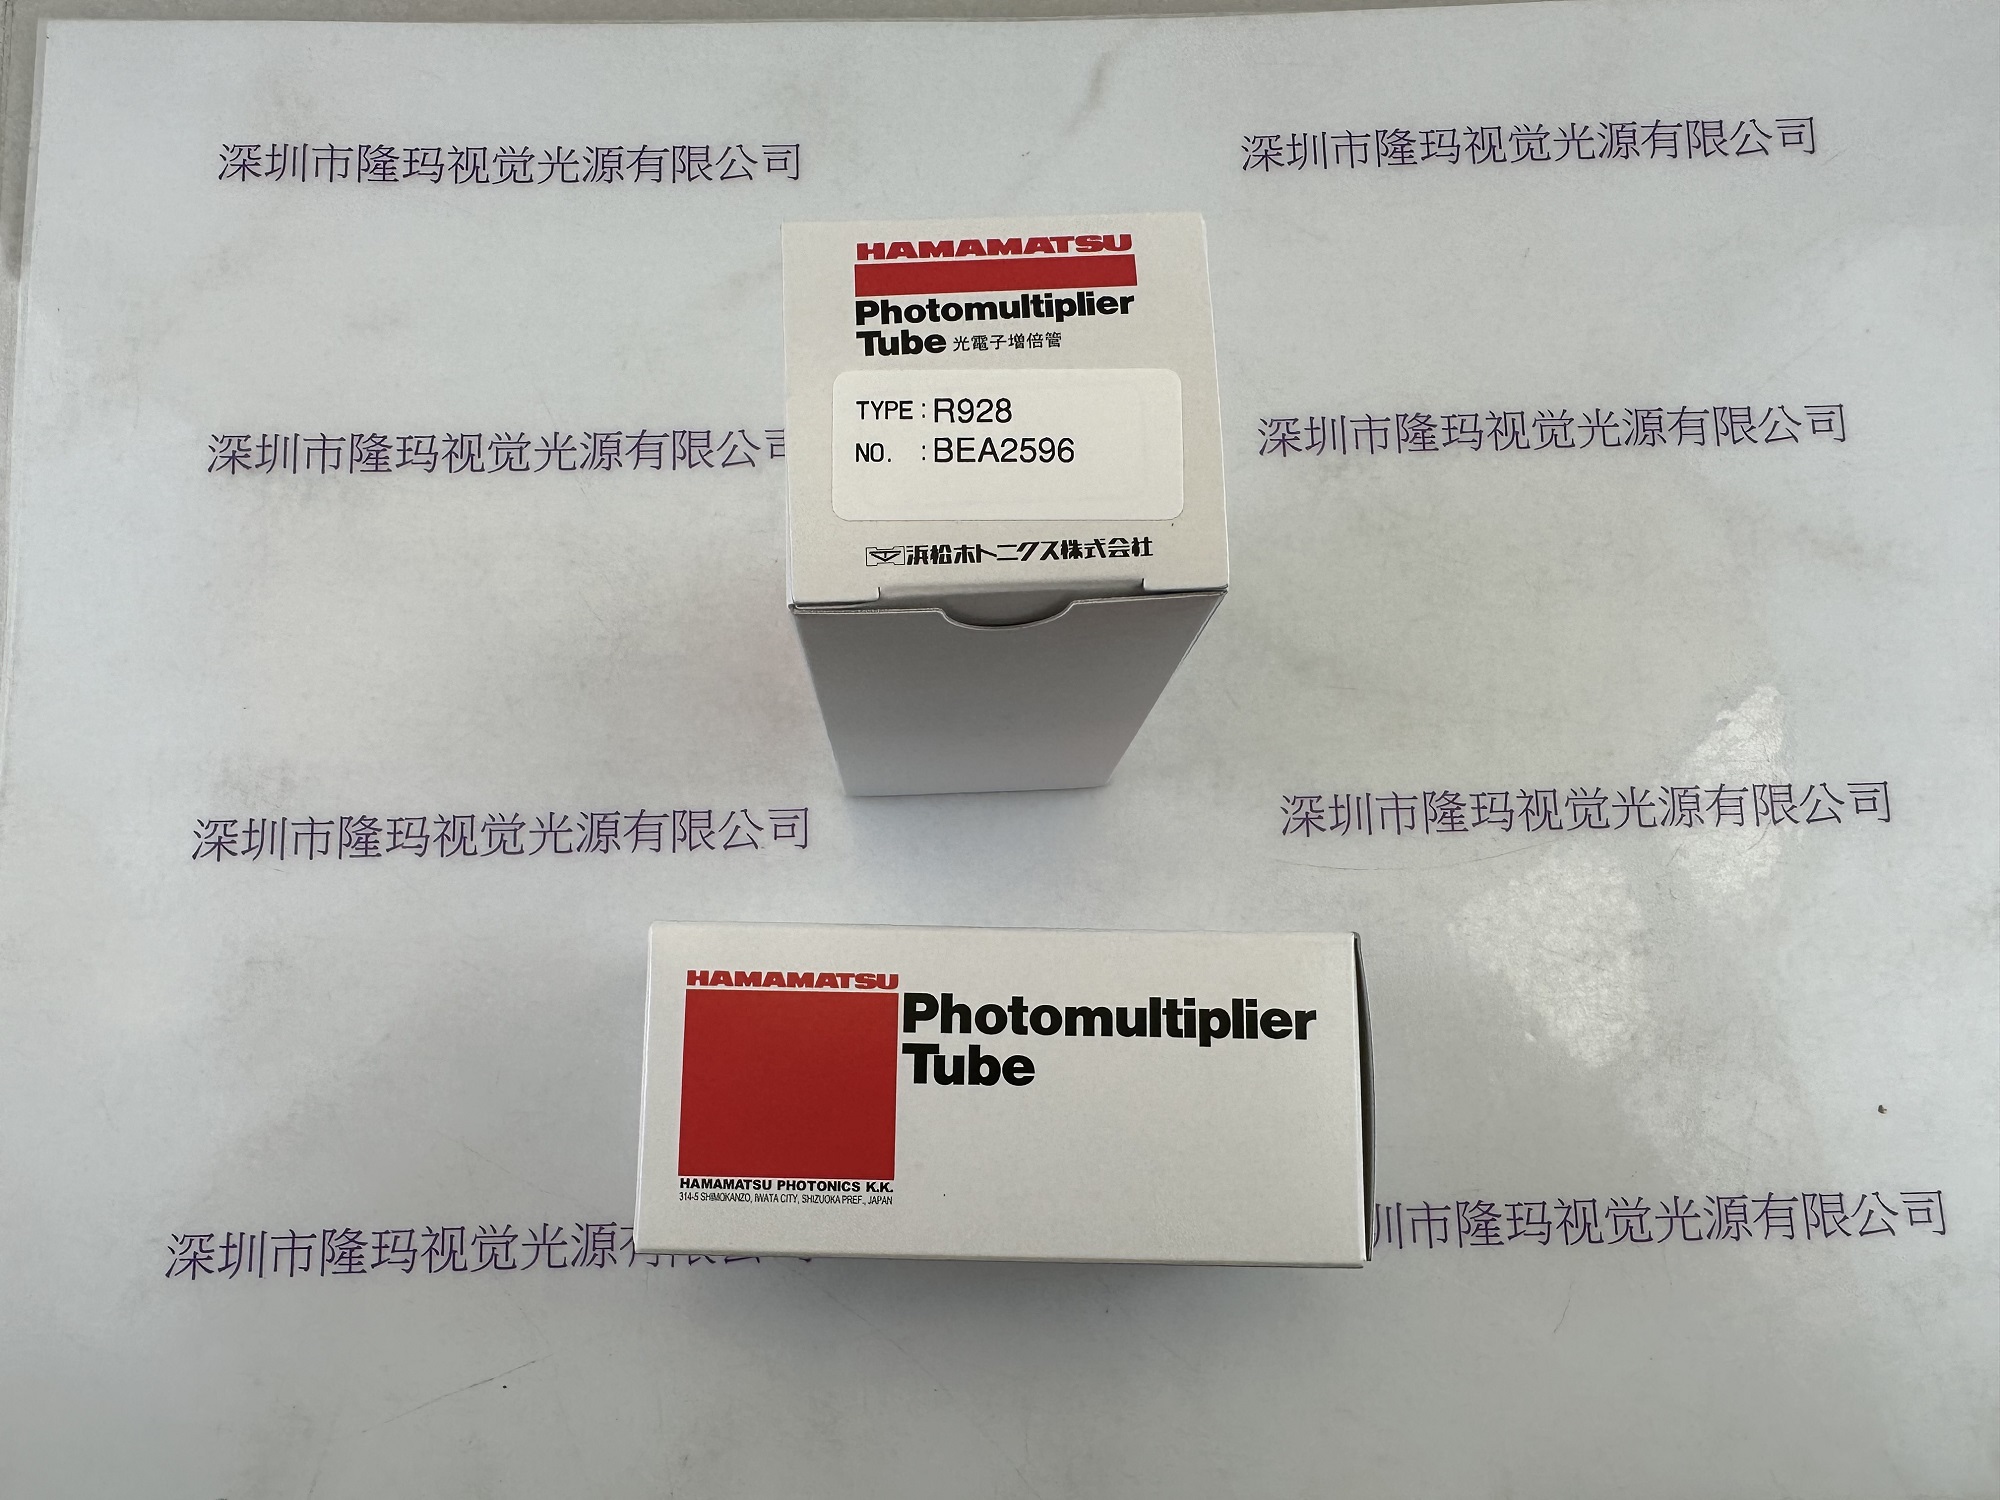 深圳市隆玛视觉光源有限公司
深圳市隆玛视觉光源有限公司
HAMAMATSU
Photomultiplier
Tube 光電子増倍管
TYPE : R928
NO. : BEA2596
浜松ホトニクス株式会社
深圳市隆玛视觉光源有限公司
深圳市隆玛视觉光源有限公司
深圳市隆玛视觉光源有限公司
深圳市隆玛视觉光源有限公司
HAMAMATSU
Photomultiplier
Tube
HAMAMATSU PHOTONICS K.K.
314-5 SHIMOKANZO, IWATA CITY, SHIZUOKA PREF., JAPAN
深圳市隆玛视觉光源
圳市隆玛视觉光源有限公司